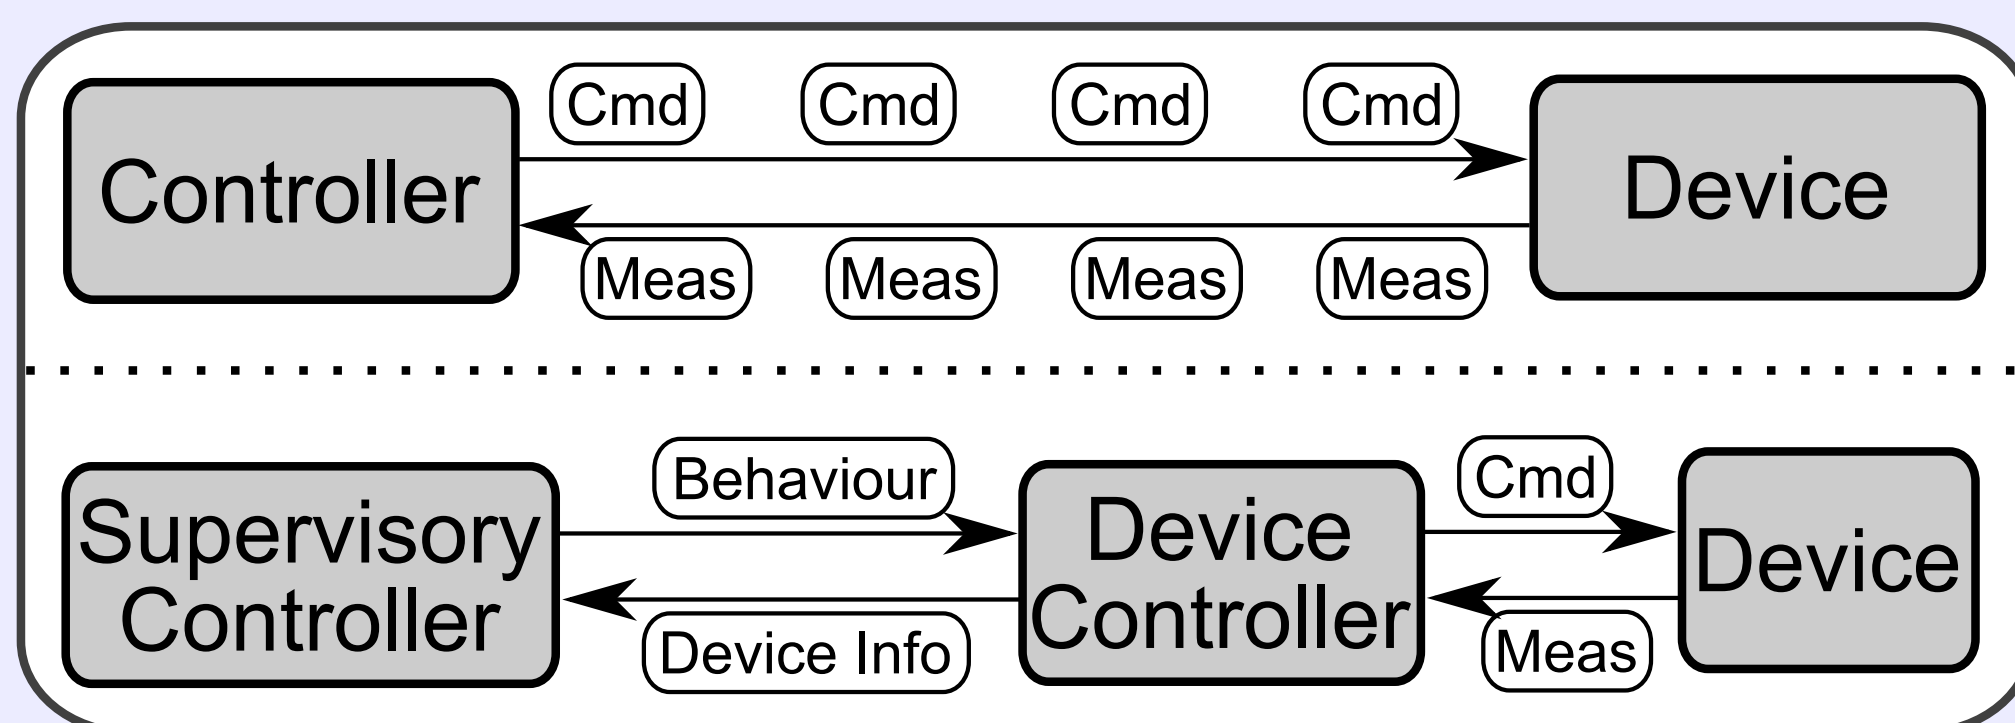 Cmd Cmd Cmd Cmd
Controller
Device
Meas Meas Meas Meas
Behaviour
Cmd
Supervisory
Controller
Device
Controller
Device
Device Info
Meas